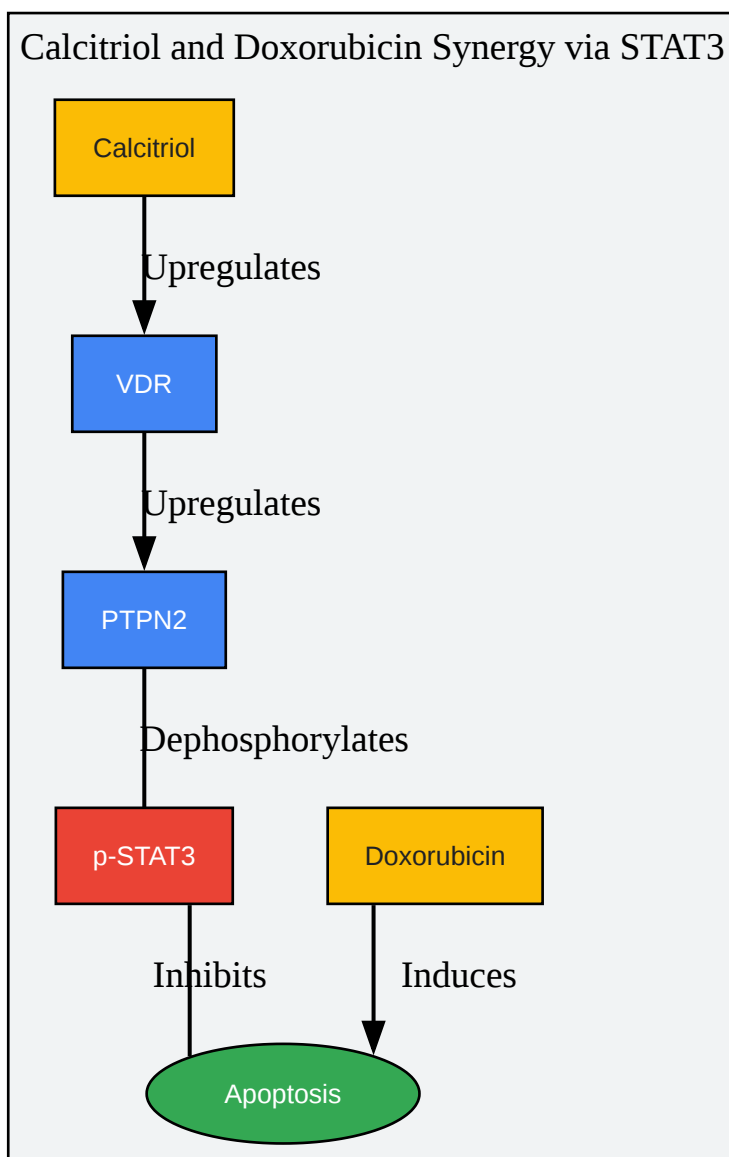 Calcitriol and Doxorubicin Synergy via STAT3
Calcitriol
Upregulates
VDR
Upregulates
PTPN2
Dephosphorylates
p-STAT3
Doxorubicin
Inhibits
Induces
Apoptosis